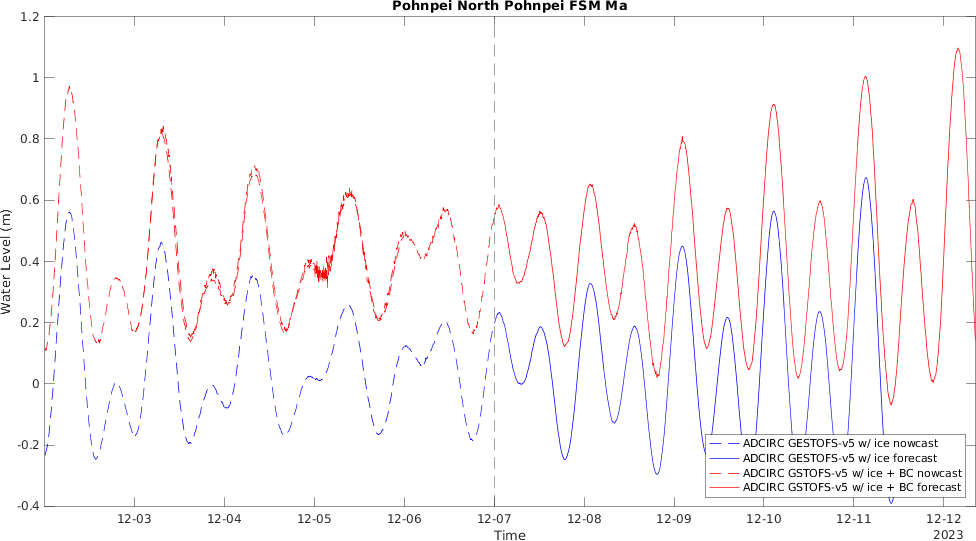 Pohnpei North Pohnpei FSM Ma
1.2
1
0.8
0.6
0.4
0.2
0
-0.2
-0.4
Water Level (m)
ADCIRC GESTOFS-v5 w/ ice nowcast
ADCIRC GESTOFS-v5 w/ ice forecast
ADCIRC GSTOFS-v5 w/ ice + BC nowcast
ADCIRC GSTOFS-v5 w/ ice + BC forecast
12-03 12-04 12-05 12-06 12-07 12-08 12-09 12-10 12-11 12-12
Time
2023